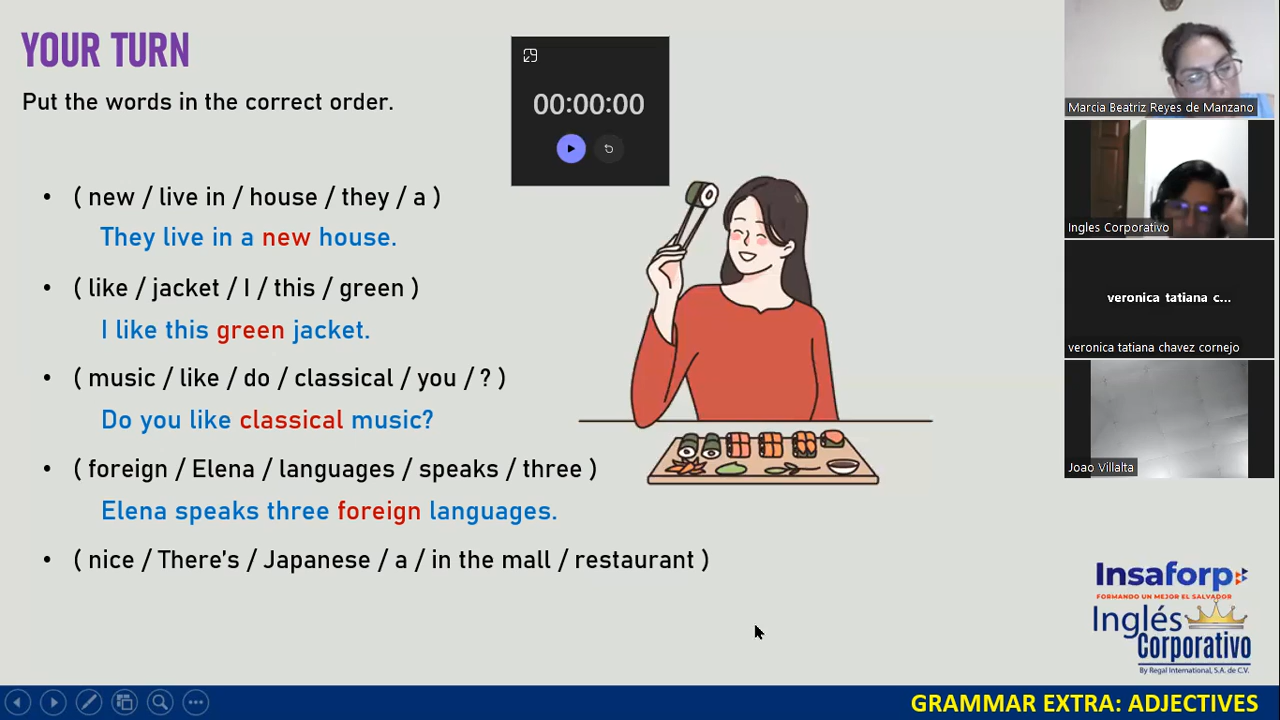 YOUR TURN
Put the words in the correct order.
00:00:00
• ( new / live in / house / they / a )
They live in a new house.
• ( like / jacket / I / this / green )
I like this green jacket.
• ( music / like / do / classical / you / ? )
Do you like classical music?
• ( foreign / Elena / languages / speaks / three )
Elena speaks three foreign languages.
• ( nice / There's / Japanese / a / in the mall / restaurant )
Marcia Beatriz Reyes de Manzano
Ingles Corporativo
veronica tatiana c...
veronica tatiana chavez cornejo
Joao Villalta
Insaforp
FORMANDO UN MEJOR EL SALVADOR
Inglés
Corporativo
By Regal International, S.A. de C.V.
GRAMMAR EXTRA: ADJECTIVES